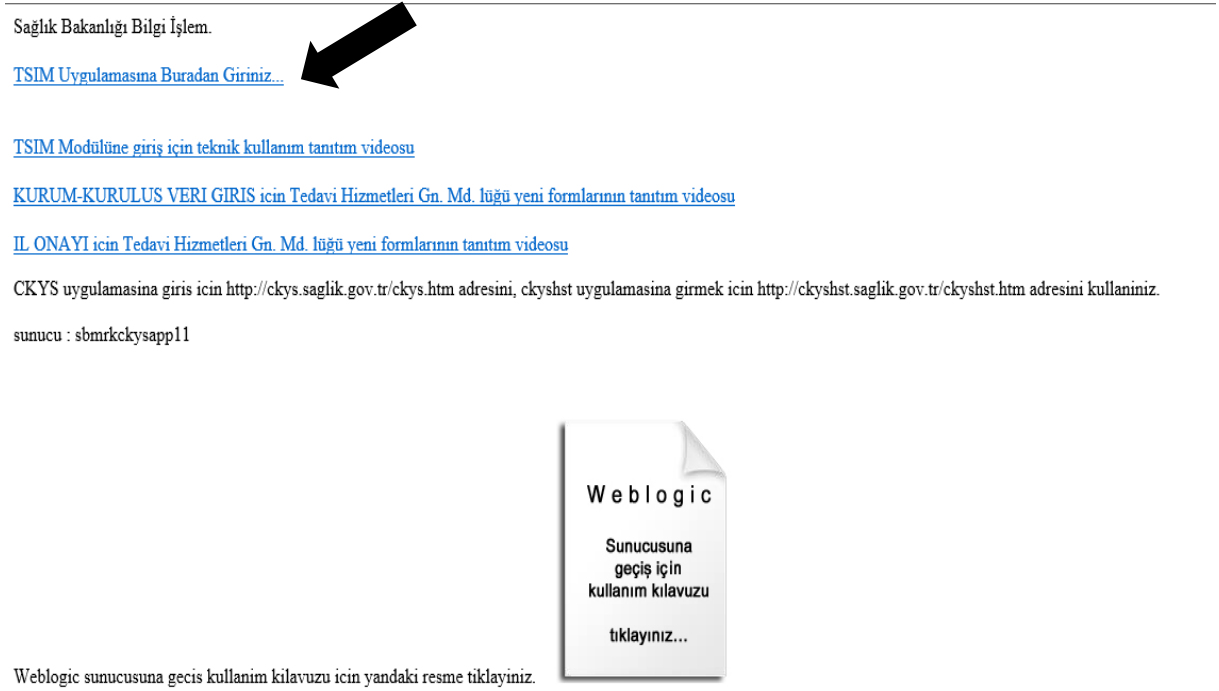 Sağlık Bakanlığı Bilgi İşlem.
TSIM Uygulamasına Buradan Giriniz...
TSIM Modülüne giriş için teknik kullanım tanıtım videosu
KURUM-KURULUS VERI GIRIS icin Tedavi Hizmetleri Gn. Md. lüğü yeni formlarının tanıtım videosu
IL ONAYI icin Tedavi Hizmetleri Gn. Md. lüğü yeni formlarının tanıtım videosu
CKYS uygulamasina giris icin http://ckys.saglik.gov.tr/ckys.htm adresini, ckyshst uygulamasina girmek icin http://ckyshst.saglik.gov.tr/ckyshst.htm adresini kullaniniz.
sunucu : sbmrkckysapp11
Weblogic
Sunucusuna
geçiş için
kullanım kılavuzu
tıklayınız...
Weblogic sunucusuna gecis kullanim kilavuzu icin yandaki resme tiklayiniz.